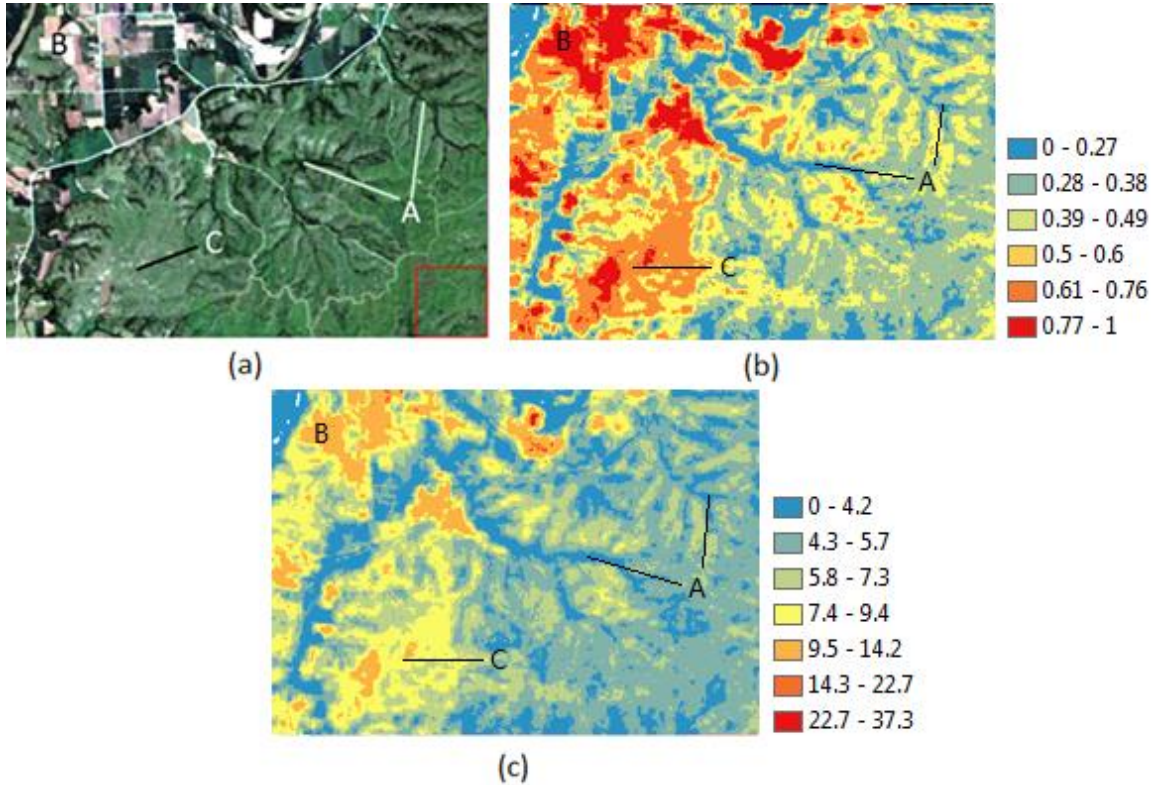 B
A
C
(a)
B
A
C
0 - 0.27
0.28 - 0.38
0.39 - 0.49
0.5 - 0.6
0.61 - 0.76
0.77 - 1
(b)
B
A
C
0 - 4.2
4.3 - 5.7
5.8 - 7.3
7.4 - 9.4
9.5 - 14.2
14.3 - 22.7
22.7 - 37.3
(c)